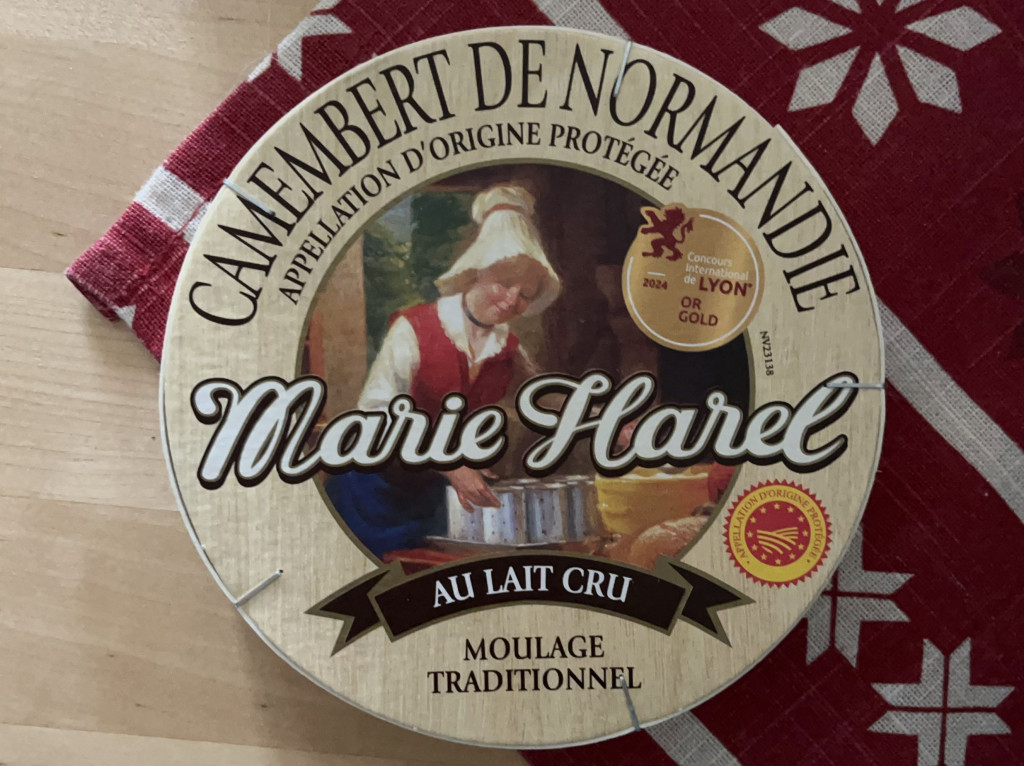 CAMEMBERT DE NORMANDIE
APPELLATION D'ORIGINE PROTÉGÉE
Concours
International
de LYON
2024
OR
GOLD
NV23138
Marie Harel
APPELLATION D'ORIGINE PROTÉGÉE
AU LAIT CRU
MOULAGE
TRADITIONNEL